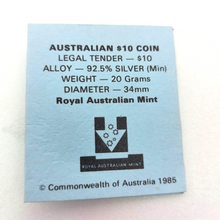 AUSTRALIAN $10 COIN
LEGAL TENDER — $10
ALLOY — 92.5% SILVER (Min)
WEIGHT — 20 Grams
DIAMETER — 34mm
Royal Australian Mint
ROYAL AUSTRALIAN MINT
© Commonwealth of Australia 1985